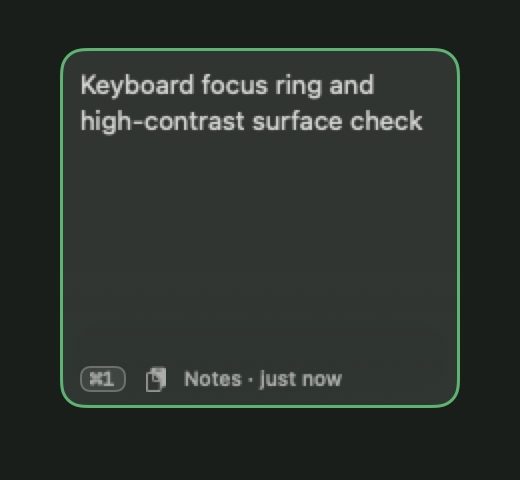 Keyboard focus ring and
high-contrast surface check
⌘1 Notes · just now